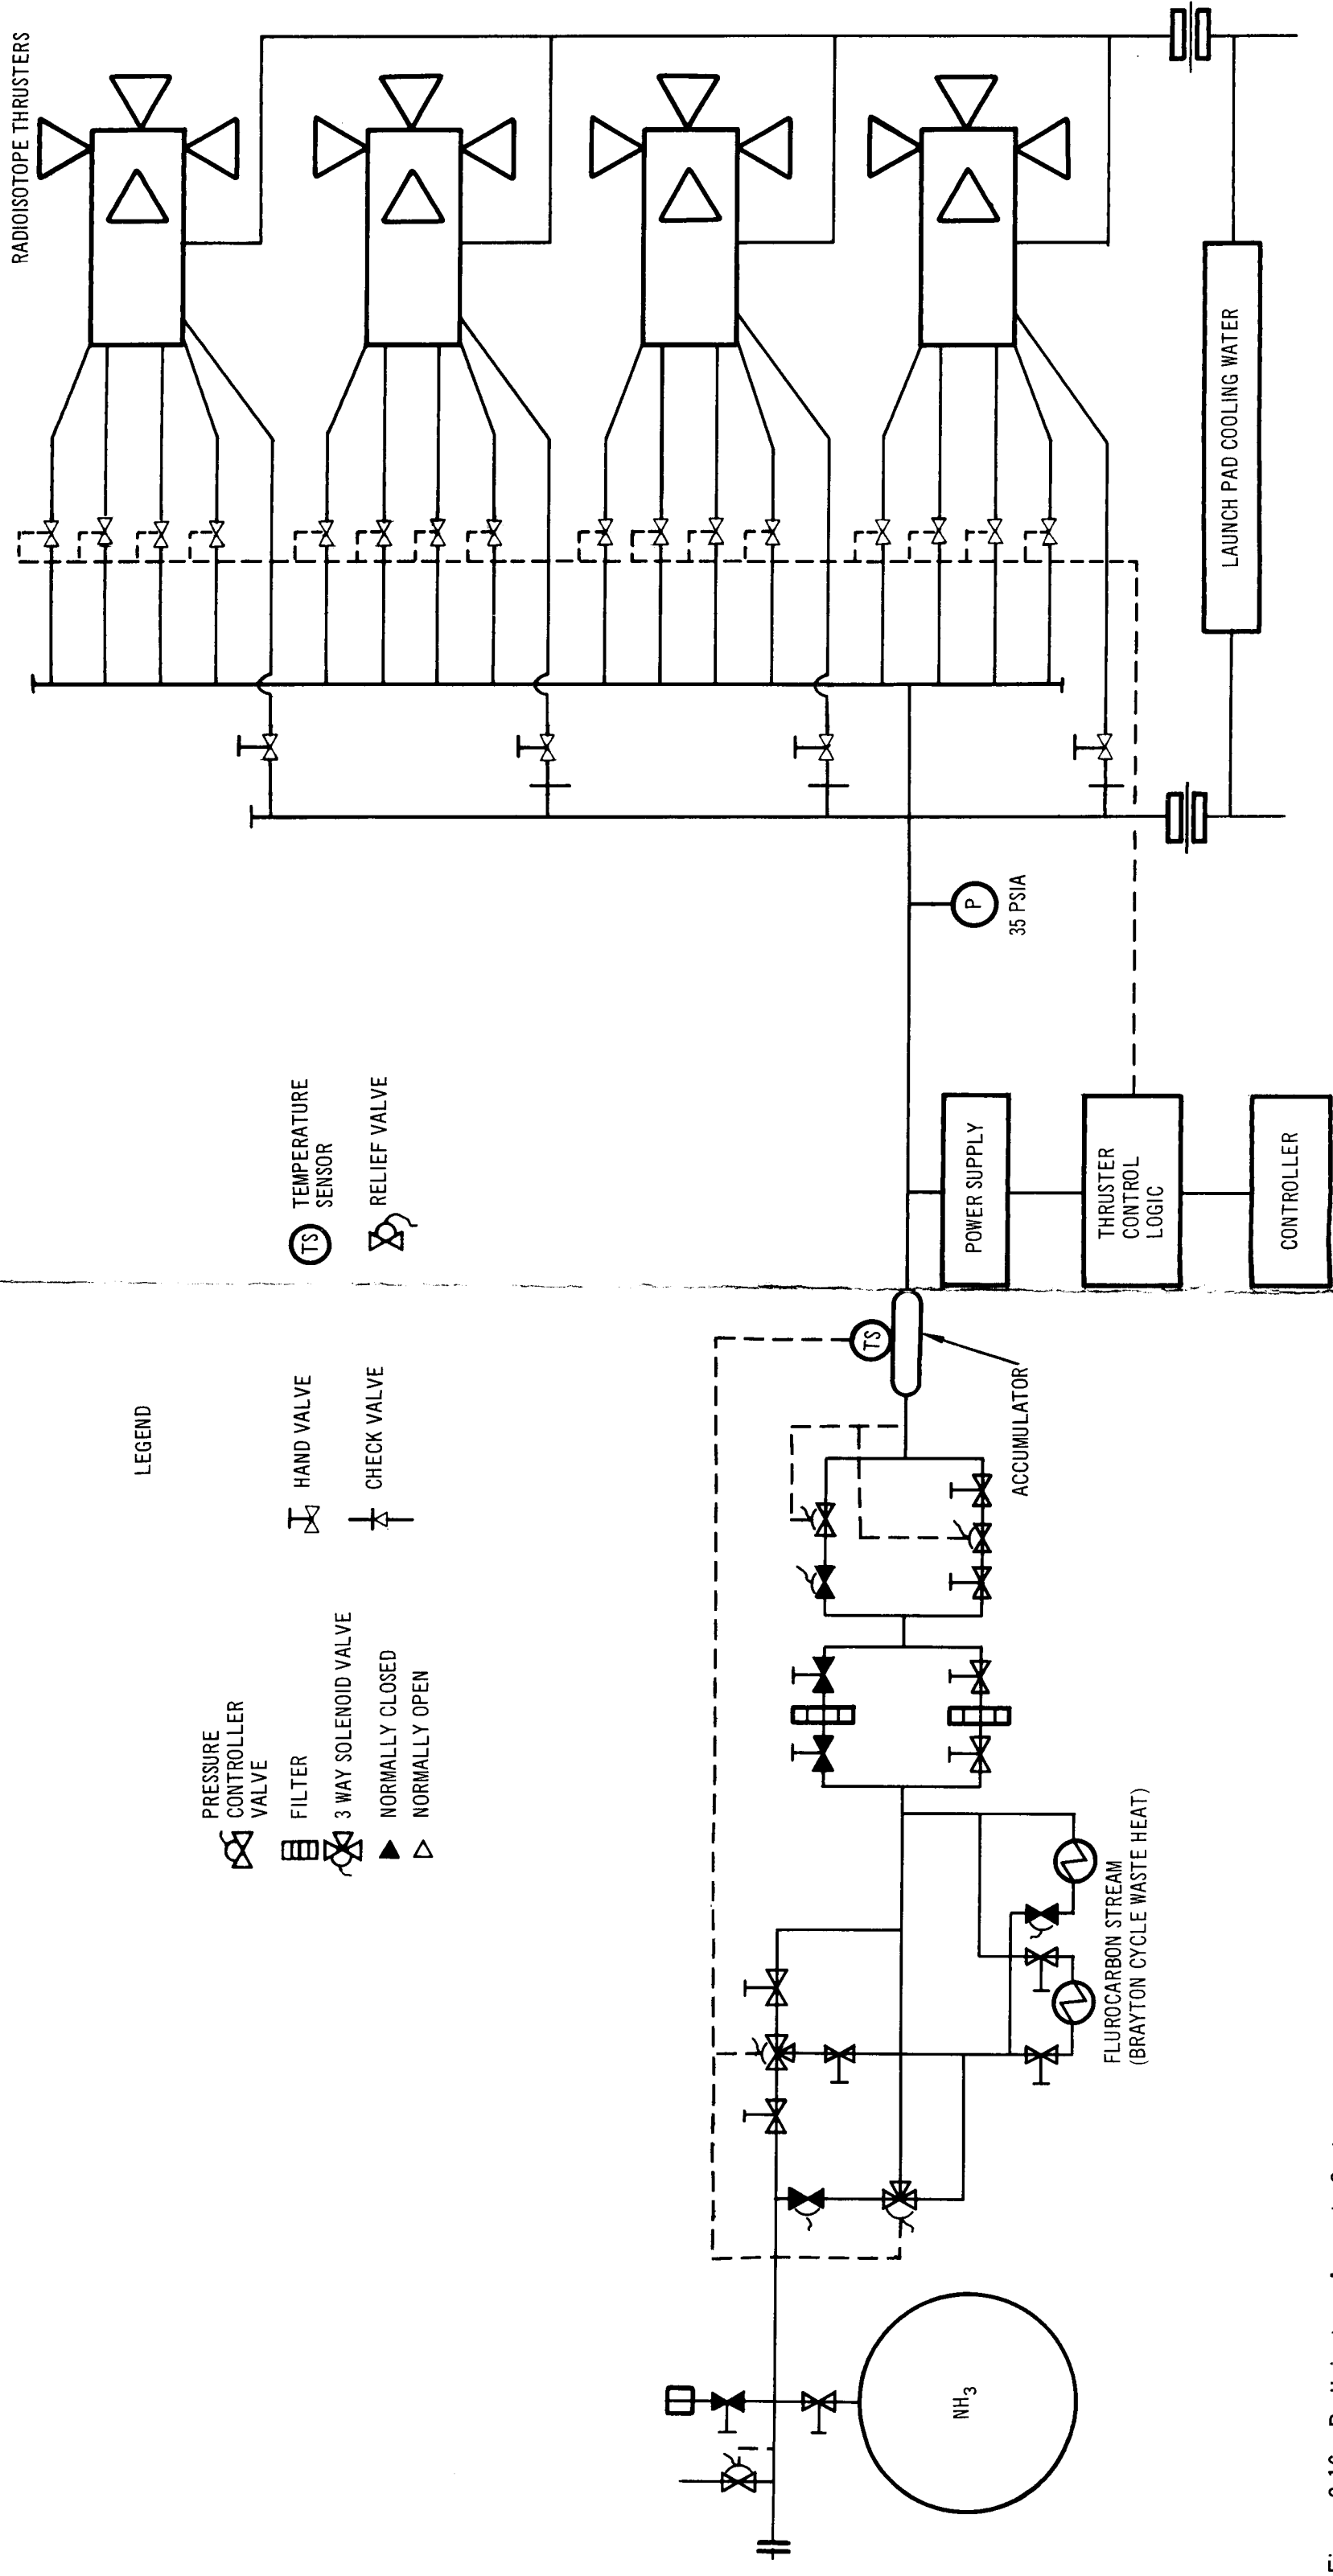 RADIOISOTOPE THRUSTERS
LEGEND
PRESSURE
CONTROLLER
VALVE
FILTER
3 WAY SOLENOID VALVE
NORMALLY CLOSED
NORMALLY OPEN
HAND VALVE
CHECK VALVE
TS
TEMPERATURE
SENSOR
RELIEF VALVE
NH3
FLUROCARBON STREAM
(BRAYTON CYCLE WASTE HEAT)
TS
ACCUMULATOR
POWER SUPPLY
THRUSTER
CONTROL
LOGIC
CONTROLLER
P
35 PSIA
LAUNCH PAD COOLING WATER